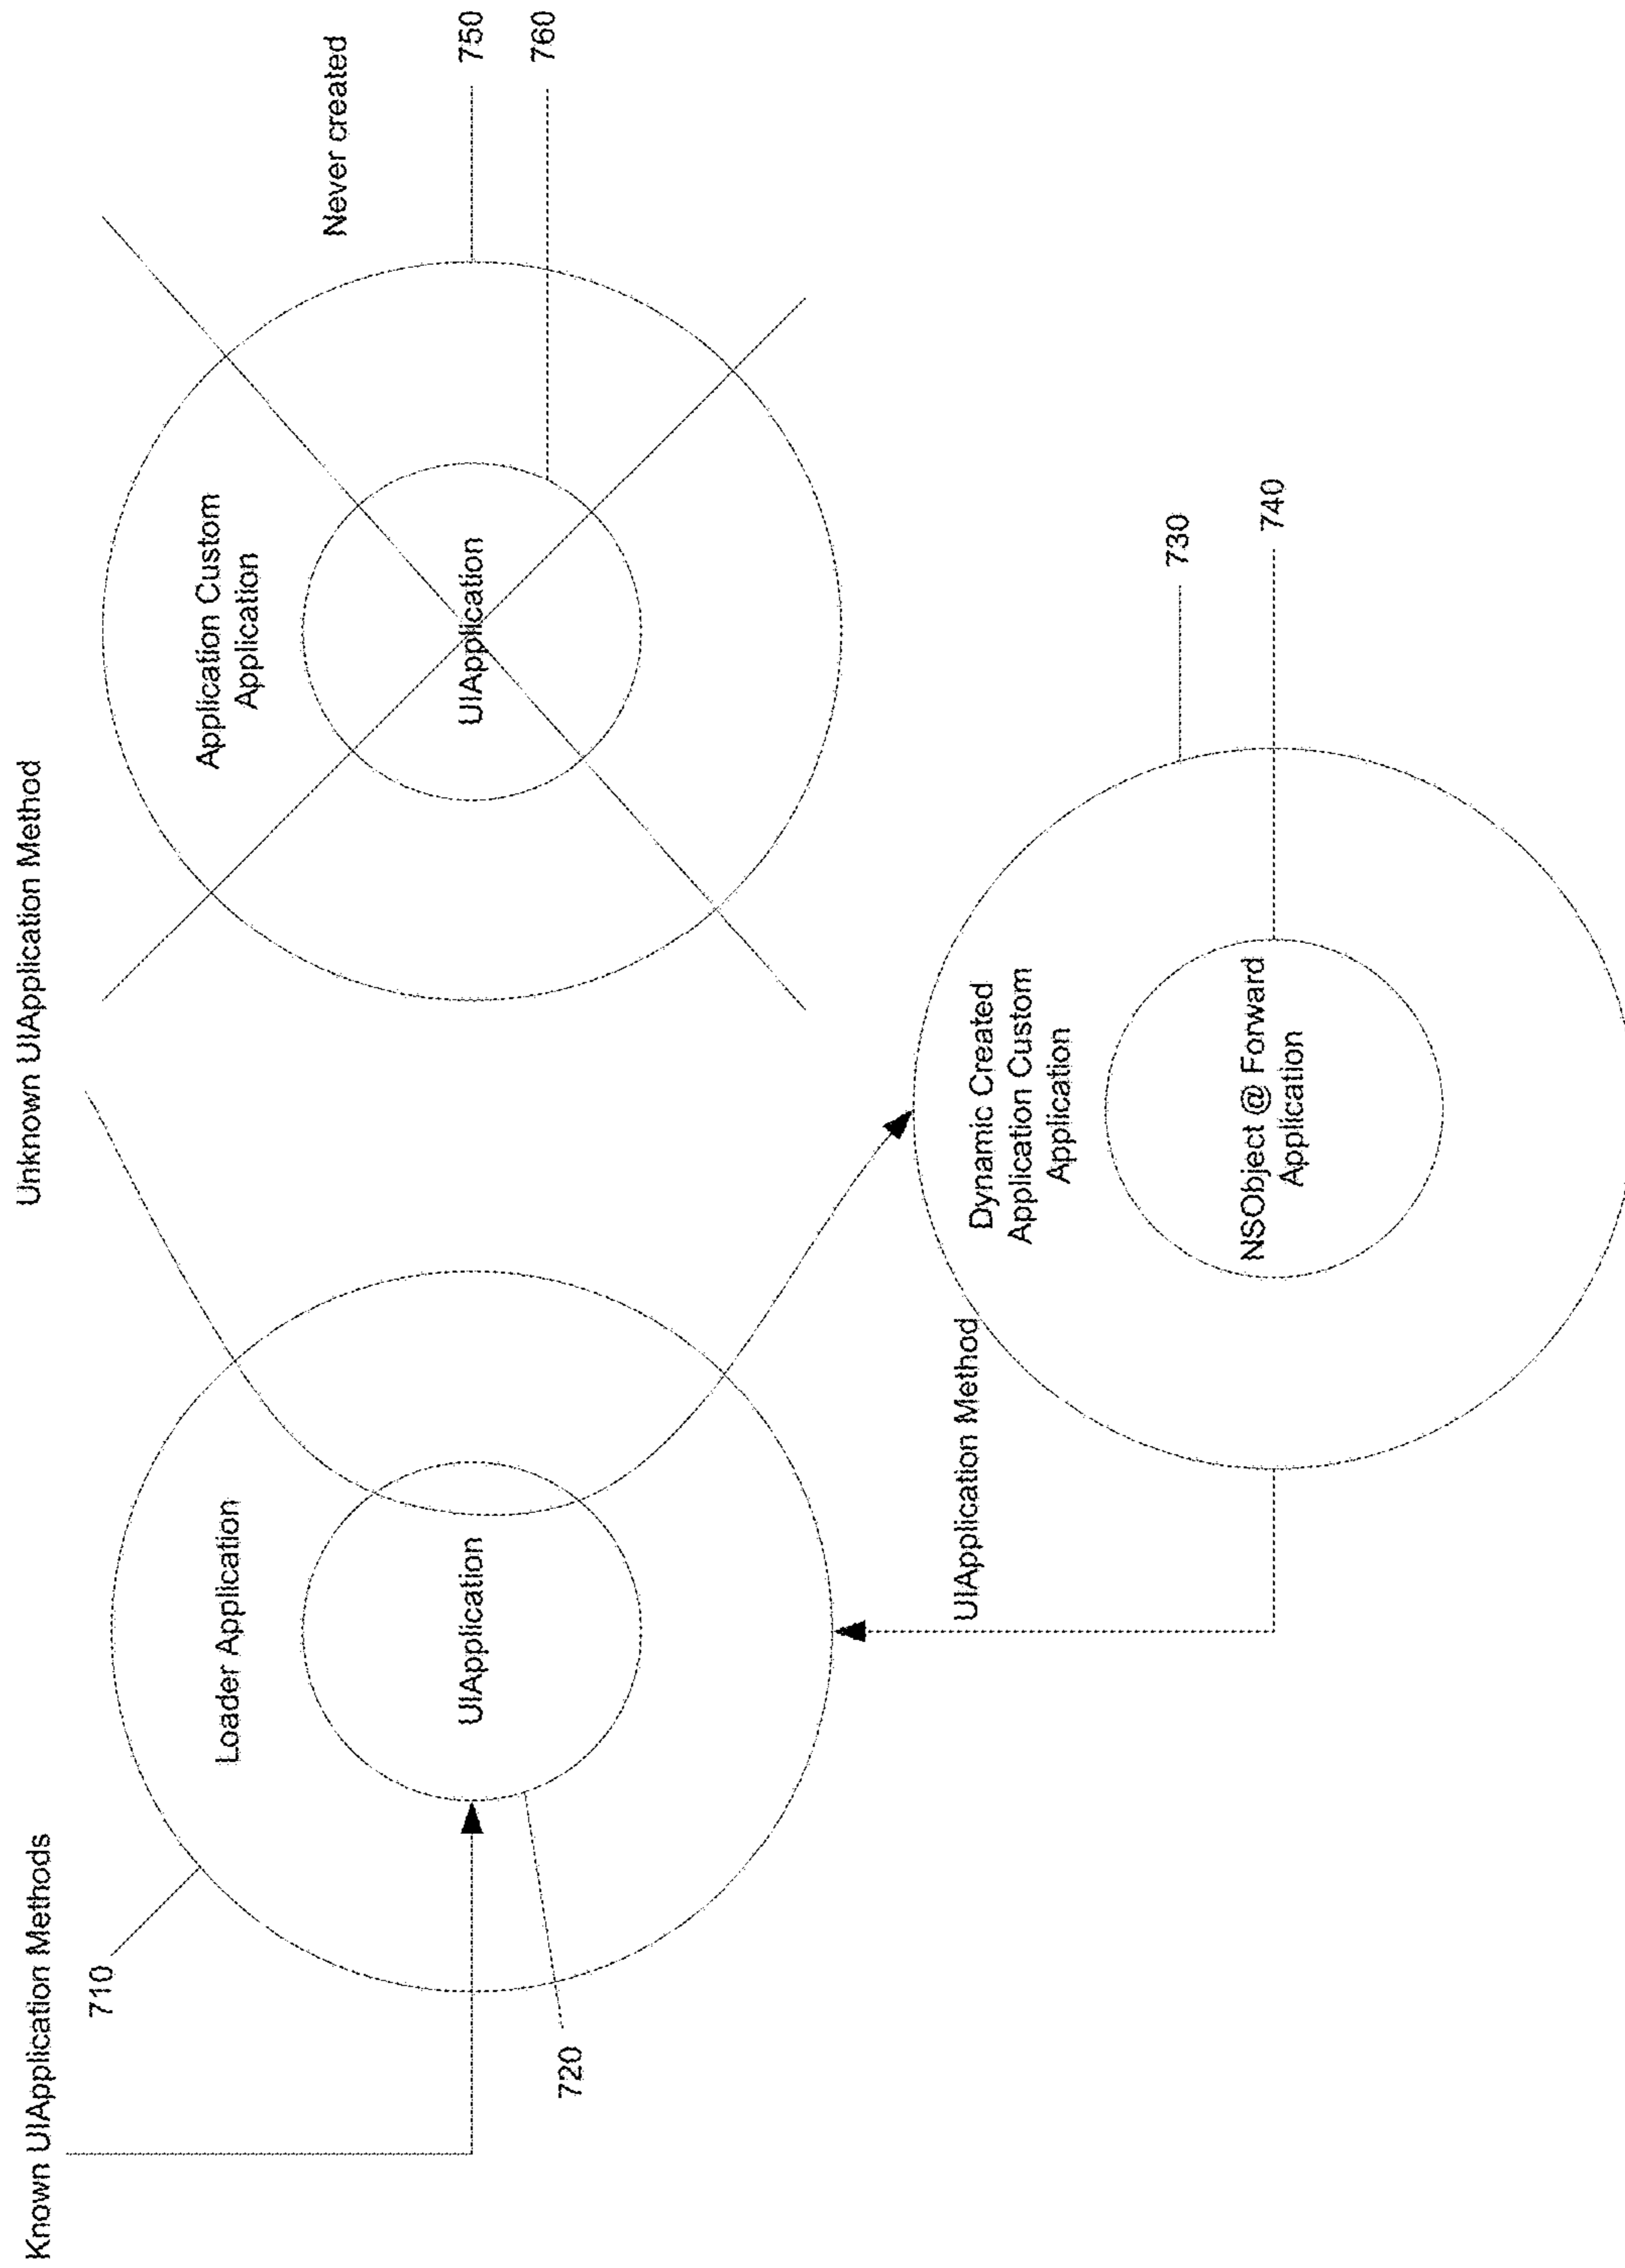 Known UIApplication Methods
Unknown UIApplication Method
710
Loader Application
UIApplication
720
Application Custom
Application
UIApplication
Never created
750
760
UIApplication Method
Dynamic Created
Application Custom
Application
NSObject @ Forward
Application
730
740